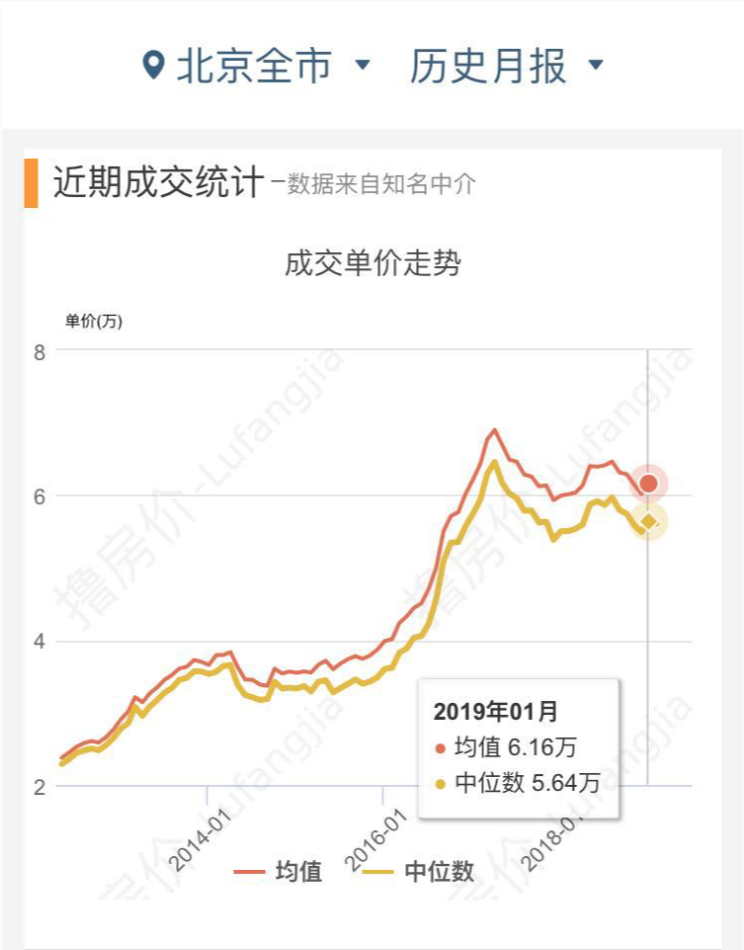 北京全市 历史月报
近期成交统计 -数据来自知名中介
成交单价走势
单价(万)
8
6
4
2
2019年01月
均值 6.16万
中位数 5.64万
2014-01
2016-01
2018-0
均值 中位数
撸房价-Lufangjia
撸房价-Lufangjia
房价-Lufangjia
房价-Lufangjia